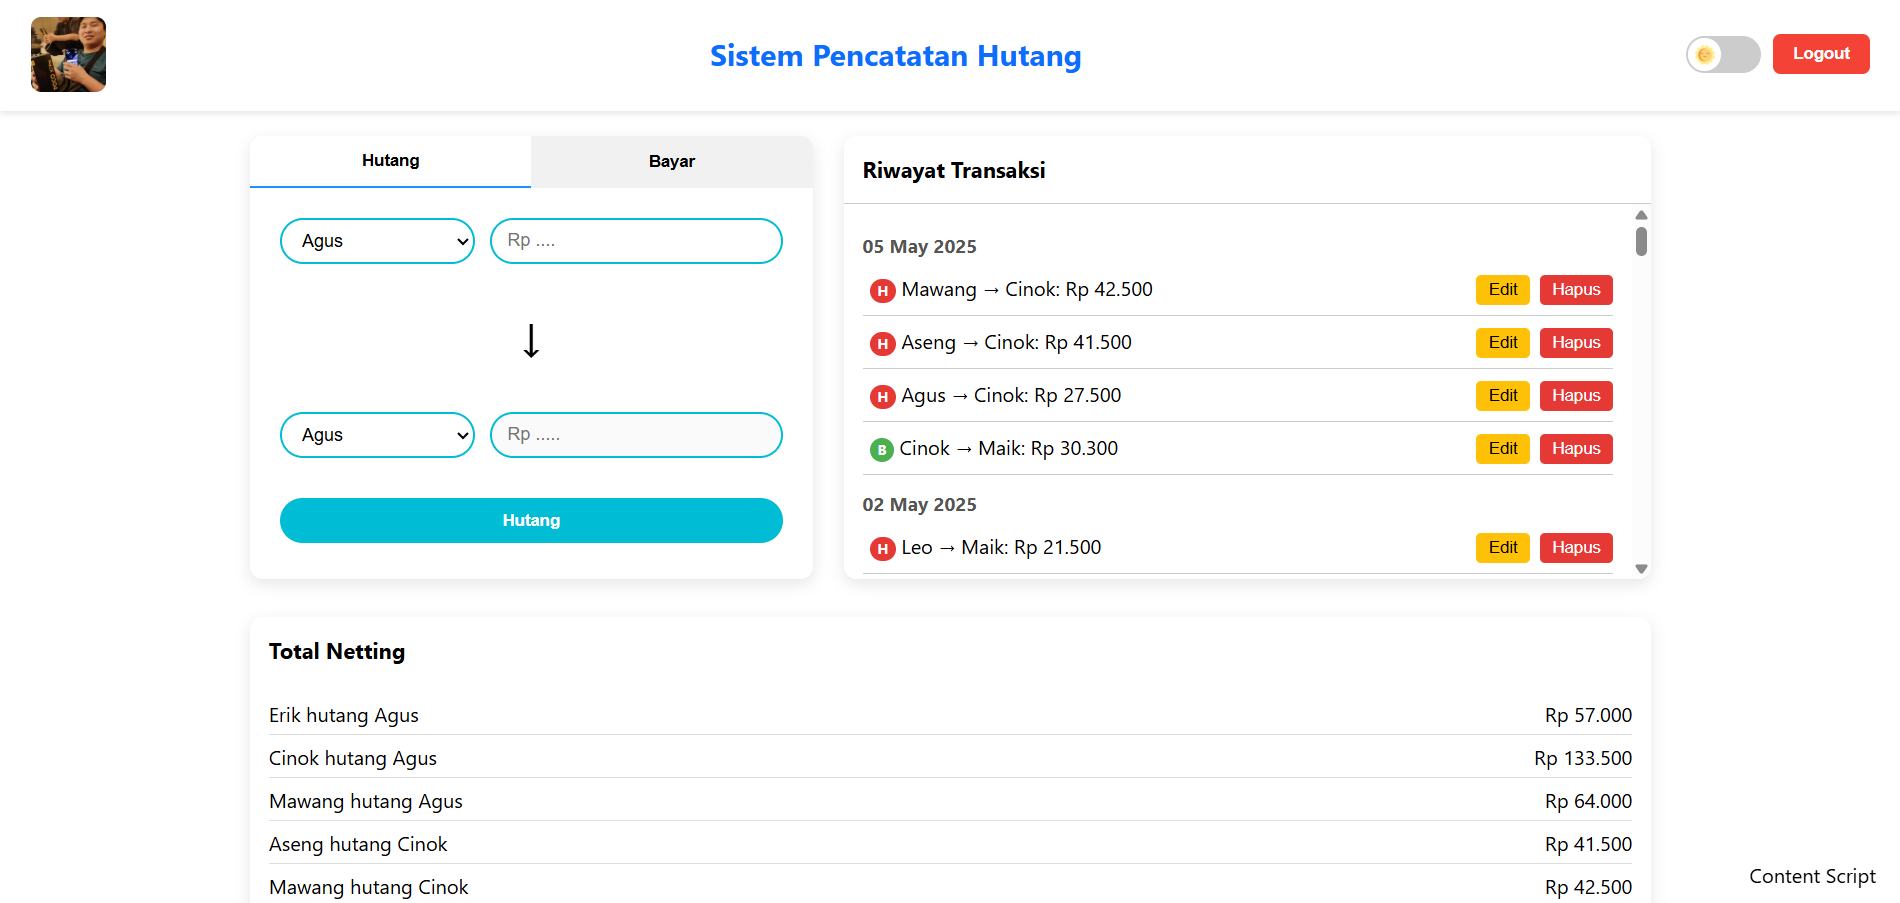 Sistem Pencatatan Hutang
Logout
Hutang Bayar
Agus Rp ....
↓
Agus Rp .....
Hutang
Riwayat Transaksi
05 May 2025
H Mawang → Cinok: Rp 42.500 Edit Hapus
H Aseng → Cinok: Rp 41.500 Edit Hapus
H Agus → Cinok: Rp 27.500 Edit Hapus
B Cinok → Maik: Rp 30.300 Edit Hapus
02 May 2025
H Leo → Maik: Rp 21.500 Edit Hapus
Total Netting
Erik hutang Agus Rp 57.000
Cinok hutang Agus Rp 133.500
Mawang hutang Agus Rp 64.000
Aseng hutang Cinok Rp 41.500
Mawang hutang Cinok Rp 42.500
Content Script